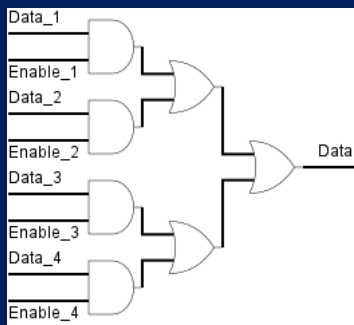 Data_1
Enable_1
Data_2
Enable_2
Data_3
Enable_3
Data_4
Enable_4
Data